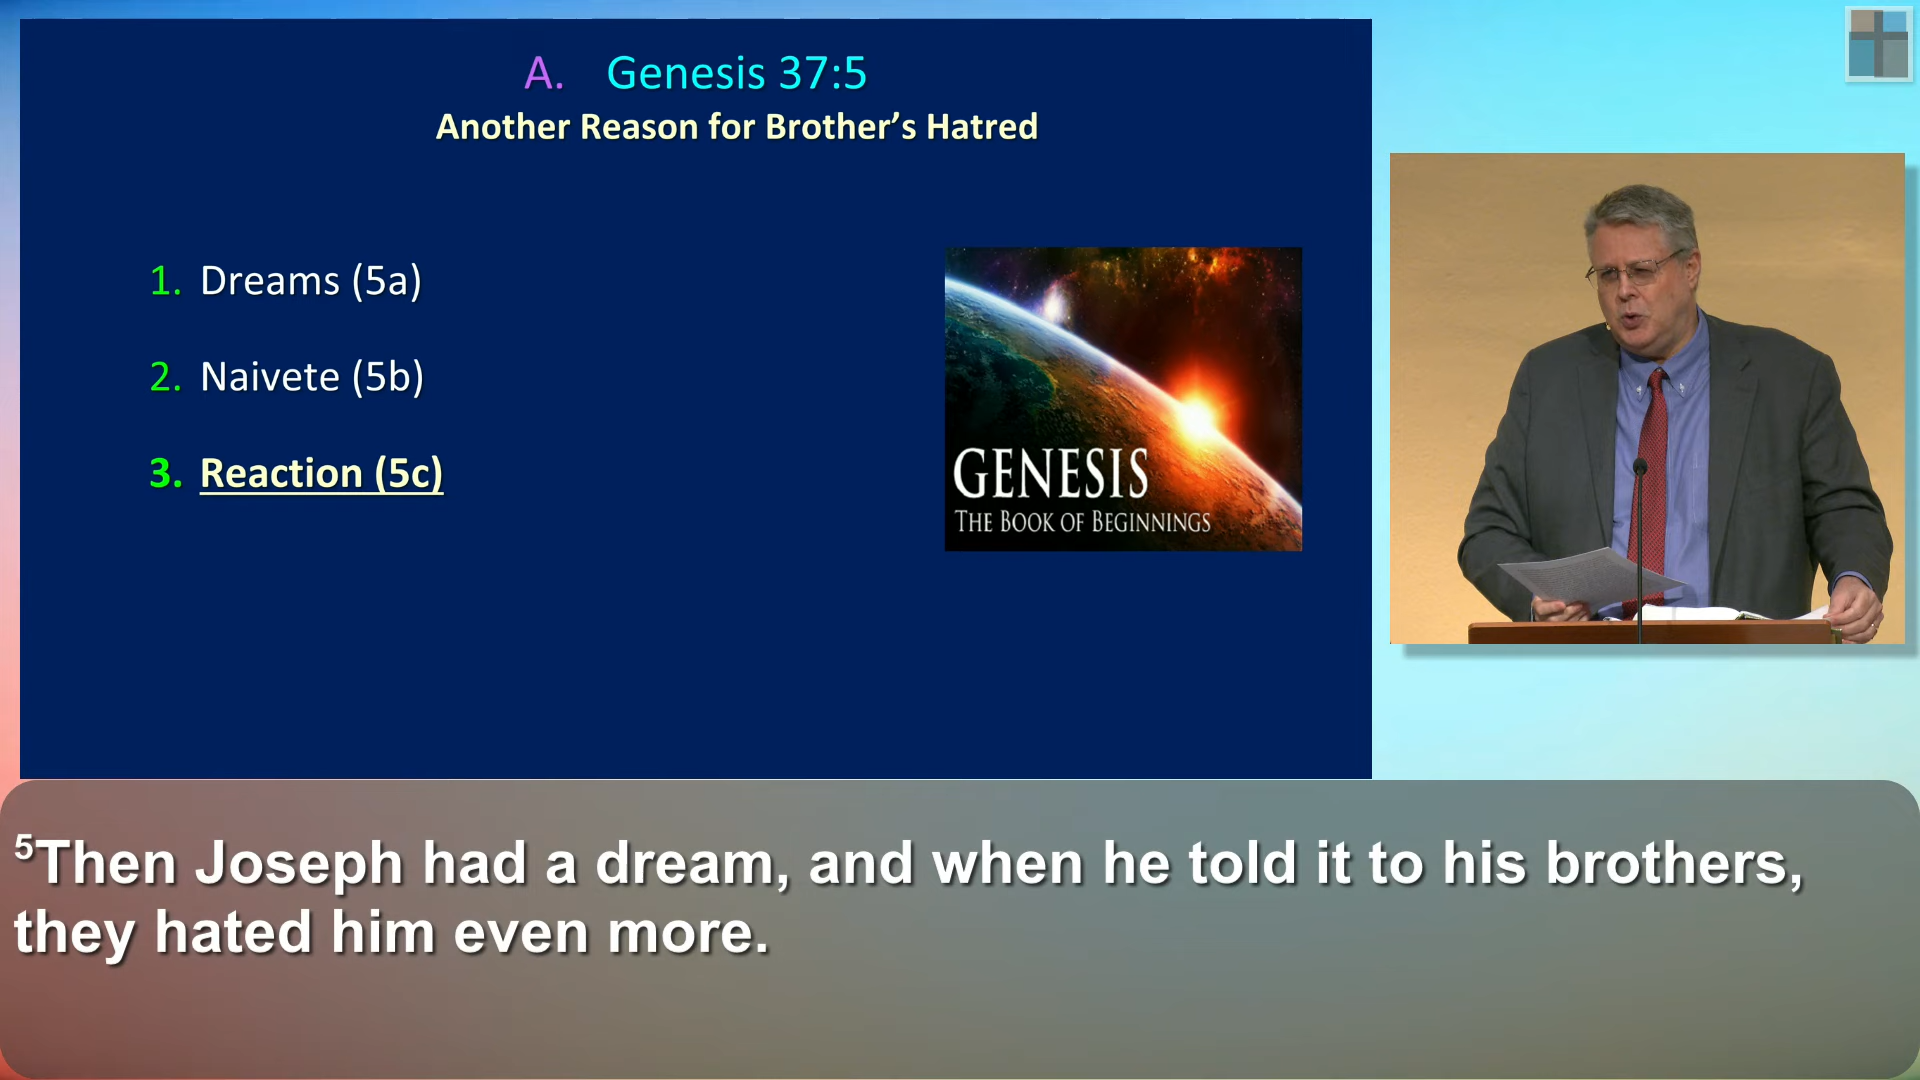 A. Genesis 37:5
Another Reason for Brother’s Hatred
1. Dreams (5a)
2. Naivete (5b)
3. Reaction (5c)
GENESIS
THE BOOK OF BEGINNINGS
5Then Joseph had a dream, and when he told it to his brothers,
they hated him even more.